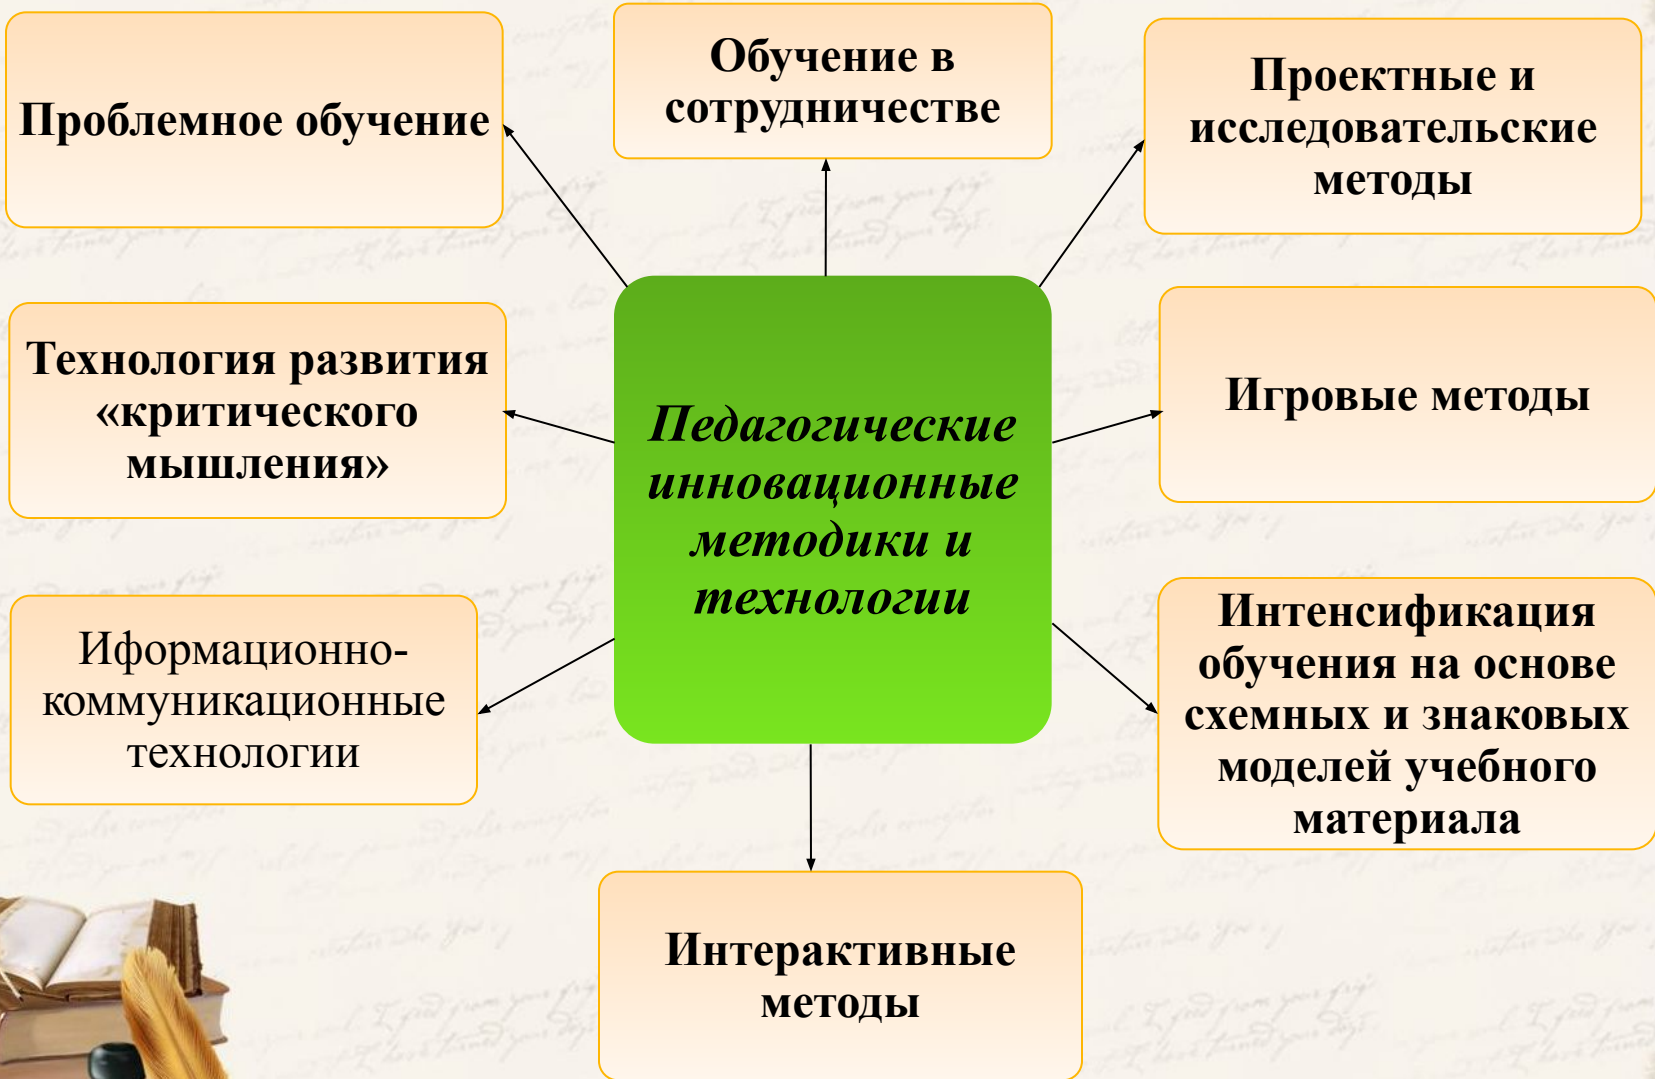 Проблемное обучение
Обучение в
сотрудничестве
Проектные и
исследовательские
методы
Технология развития
«критического
мышления»
Педагогические
инновационные
методики и
технологии
Игровые методы
Иформационно-
коммуникационные
технологии
Интенсификация
обучения на основе
схемных и знаковых
моделей учебного
материала
Интерактивные
методы